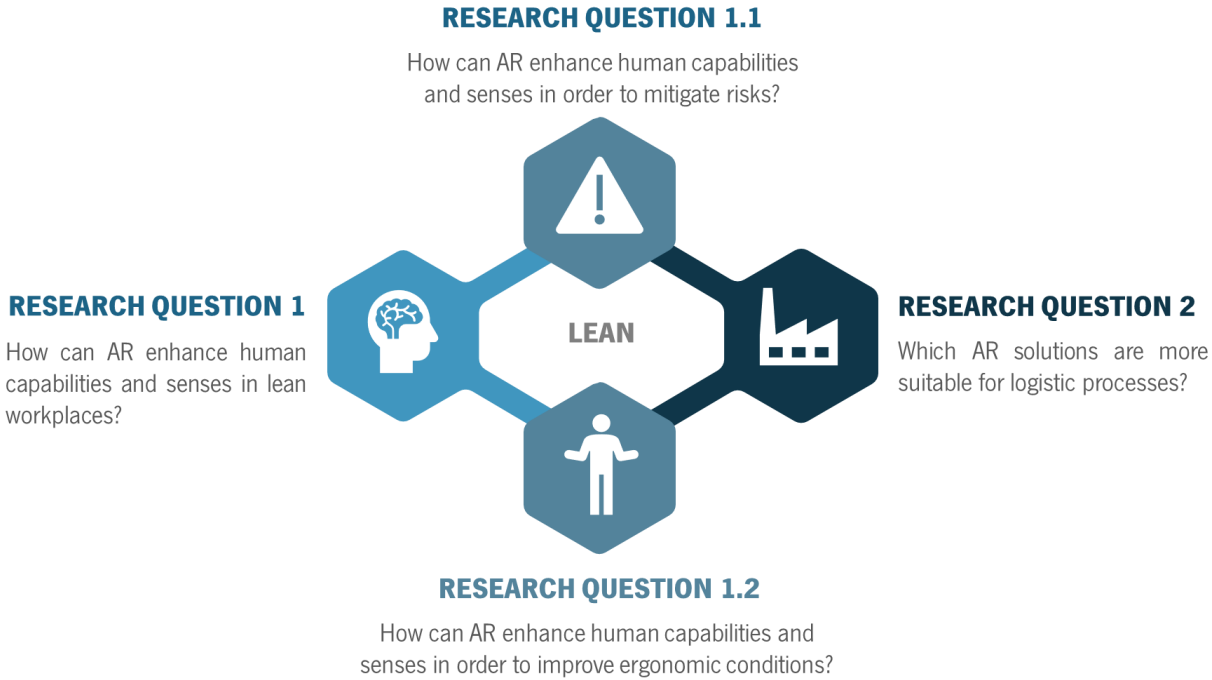 RESEARCH QUESTION 1.1
How can AR enhance human capabilities
and senses in order to mitigate risks?
RESEARCH QUESTION 1
How can AR enhance human
capabilities and senses in lean
workplaces?
LEAN
RESEARCH QUESTION 2
Which AR solutions are more
suitable for logistic processes?
RESEARCH QUESTION 1.2
How can AR enhance human capabilities and
senses in order to improve ergonomic conditions?